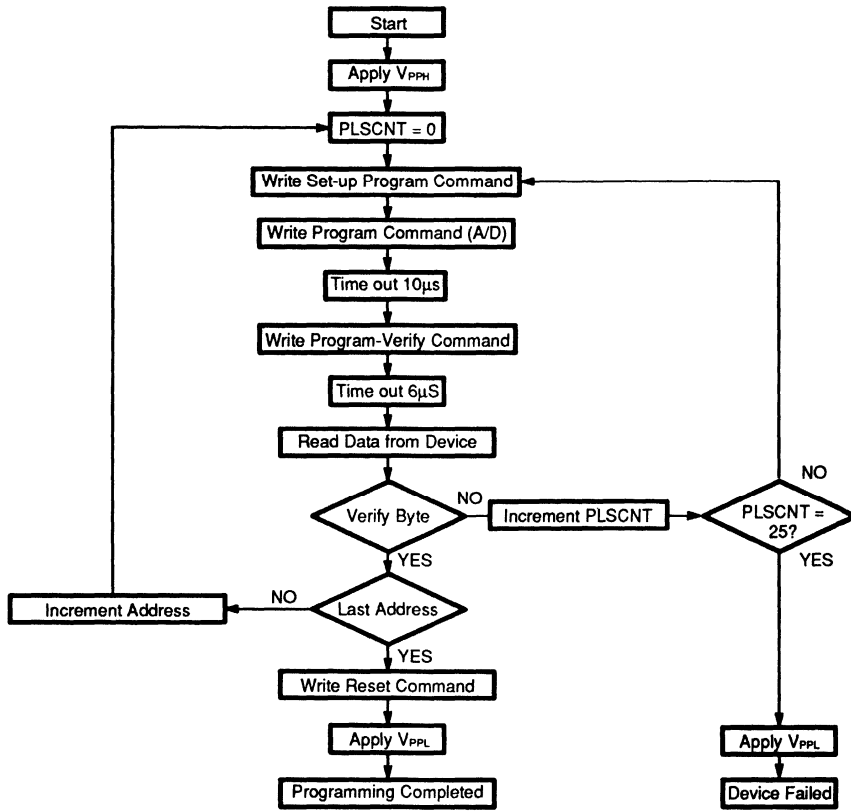 Start
Apply VPPH
PLSCNT = 0
Write Set-up Program Command
Write Program Command (A/D)
Time out 10µs
Write Program-Verify Command
Time out 6µS
Read Data from Device
Verify Byte
NO
Increment PLSCNT
PLSCNT =
25?
NO
YES
YES
Last Address
NO
Increment Address
YES
Write Reset Command
Apply VPPL
Programming Completed
Apply VPPL
Device Failed